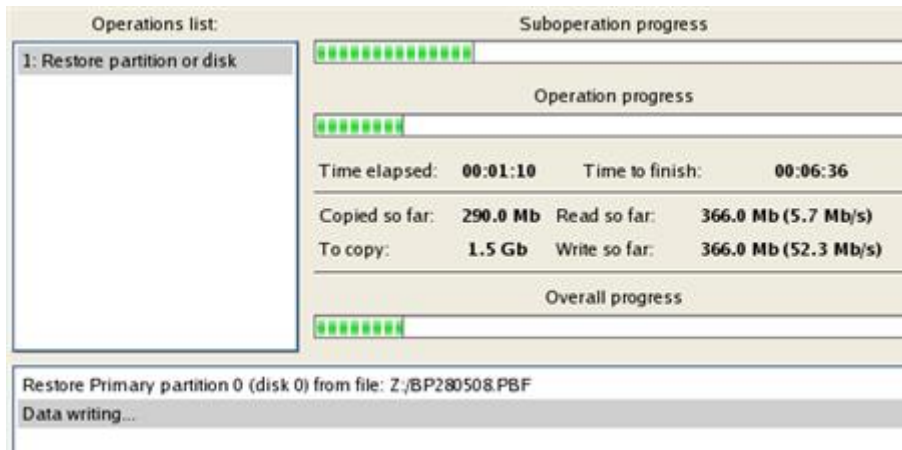 Operations list:
1: Restore partition or disk
Suboperation progress
Operation progress
Time elapsed: 00:01:10 Time to finish: 00:06:36
Copied so far: 290.0 Mb Read so far: 366.0 Mb (5.7 Mb/s)
To copy: 1.5 Gb Write so far: 366.0 Mb (52.3 Mb/s)
Overall progress
Restore Primary partition 0 (disk 0) from file: Z:/BP280508.PBF
Data writing...